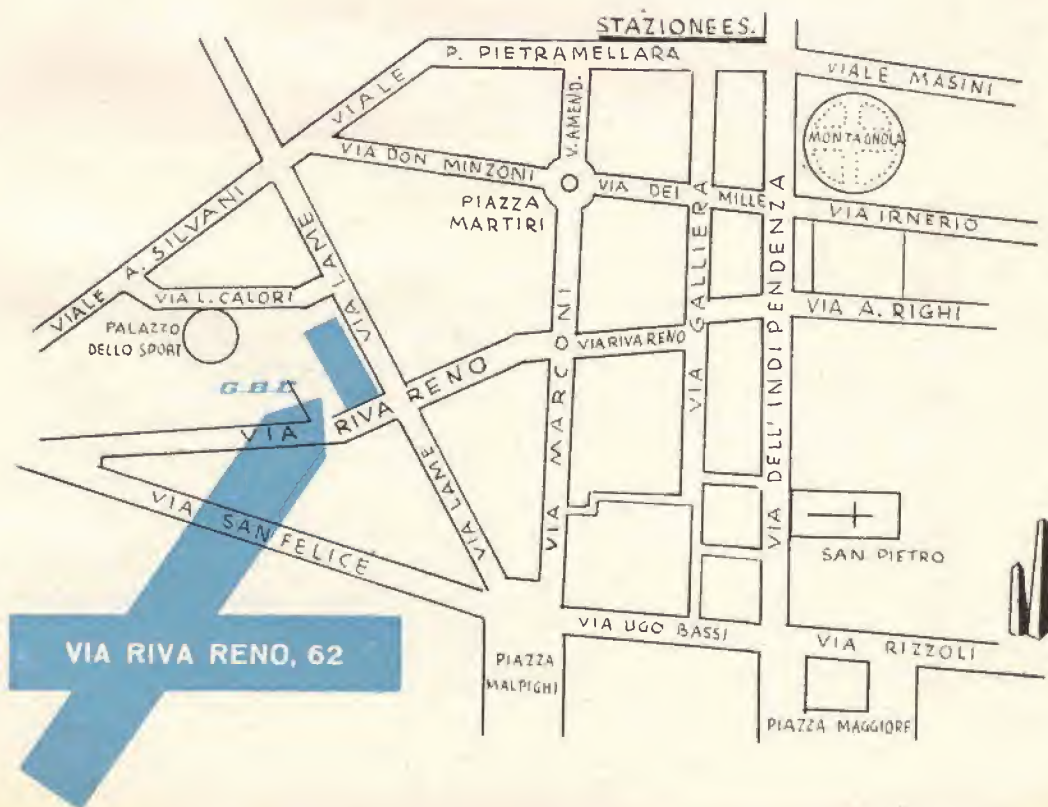 STAZIONE ES.
P. PIETRAMELLARA
VIALE
VIALE MASINI
V. AMEND.
MONTAGNOLA
VIA DON MINZONI
VIA DEI MILLE
VIA IRNERIO
PIAZZA
MARTIRI
VIALE A. SILVANI
VIA LAME
VIA L. CALORI
VIA LAME
PALAZZO
DELLO SPORT
VIA GALLIERA
VIA DELL' INDIPENDENZA
VIA A. RIGHI
VIA RIVA RENO
G.B.C.
VIA RIVA RENO
VIA MARCONI
VIA LAME
VIA SAN FELICE
SAN PIETRO
VIA UGO BASSI
VIA RIZZOLI
VIA RIVA RENO, 62
PIAZZA
MALPIGHI
PIAZZA MAGGIORE